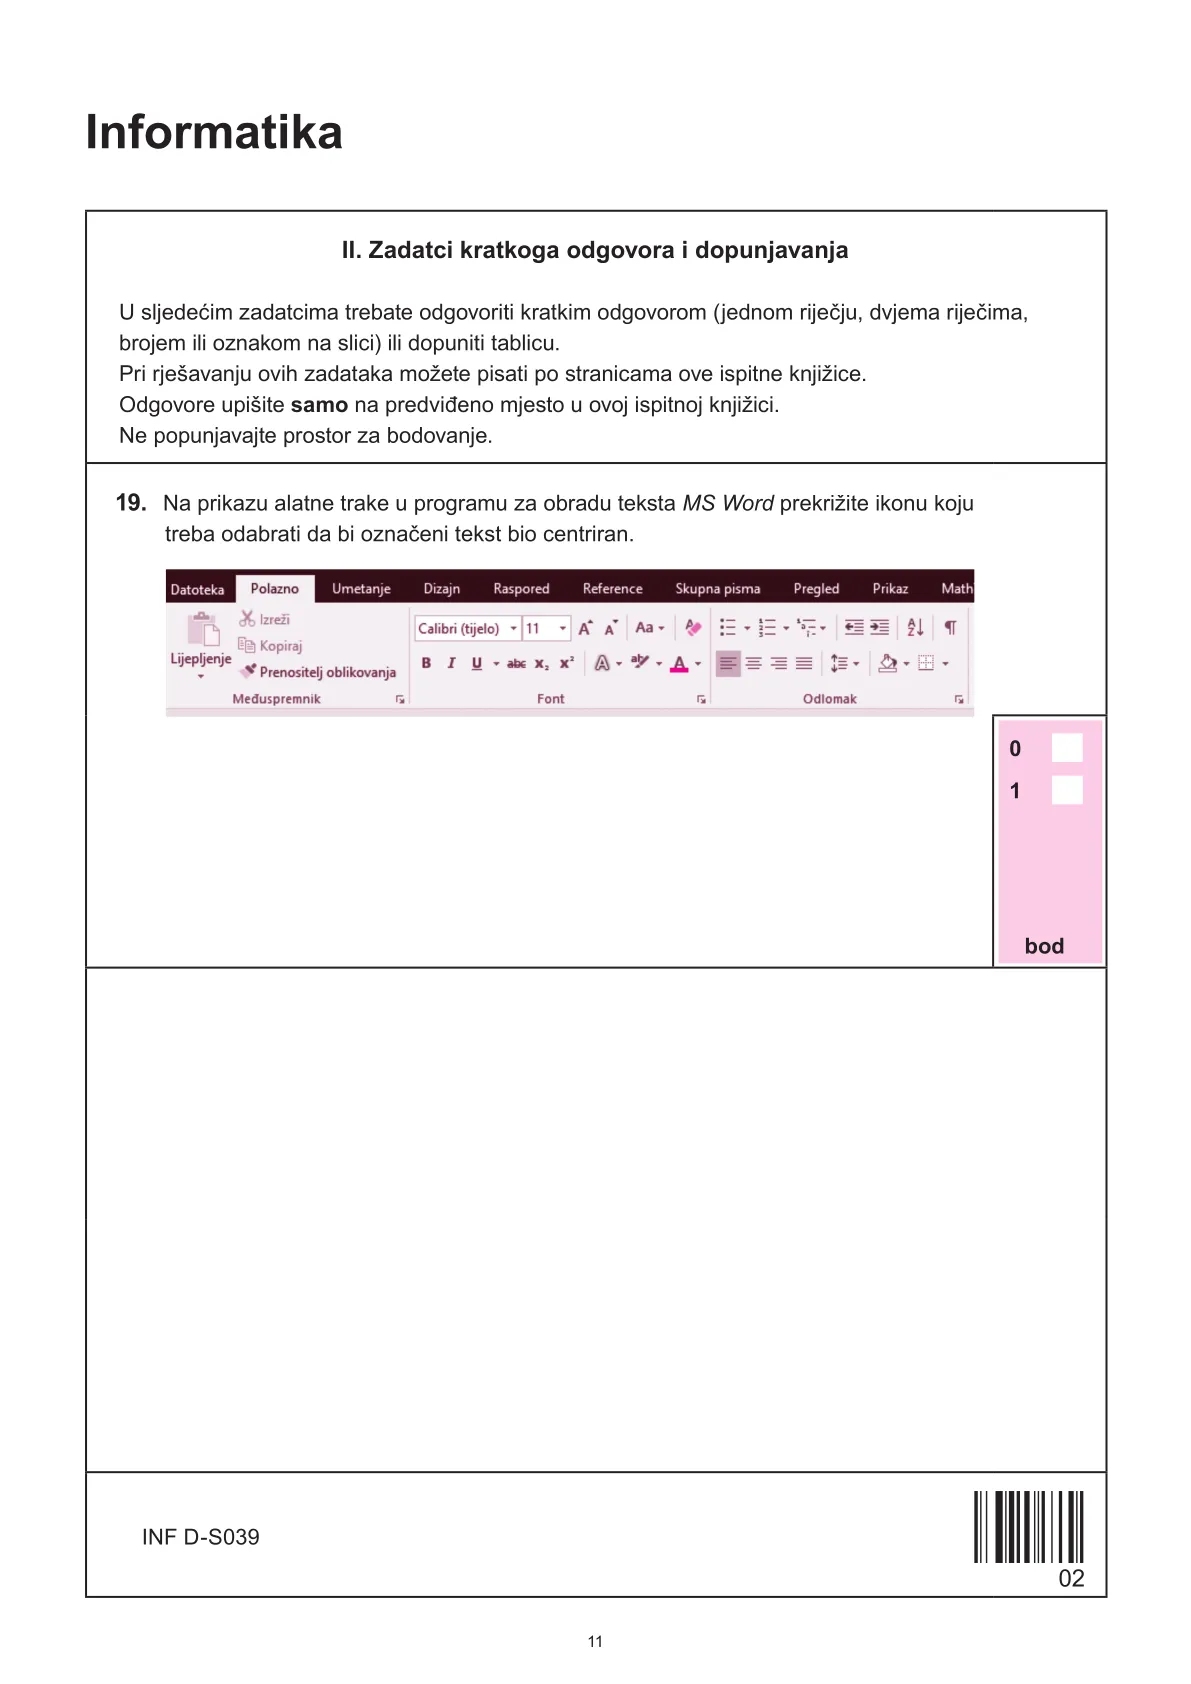 Informatika
II. Zadatci kratkoga odgovora i dopunjavanja
U sljedećim zadatcima trebate odgovoriti kratkim odgovorom (jednom riječju, dvjema riječima,
brojem ili oznakom na slici) ili dopuniti tablicu.
Pri rješavanju ovih zadataka možete pisati po stranicama ove ispitne knjižice.
Odgovore upišite samo na predviđeno mjesto u ovoj ispitnoj knjižici.
Ne popunjavajte prostor za bodovanje.
19. Na prikazu alatne trake u programu za obradu teksta MS Word prekrižite ikonu koju
treba odabrati da bi označeni tekst bio centriran.
Datoteka Polazno Umetanje Dizajn Raspored Reference Skupna pisma Pregled Prikaz Math
Izreži
Kopiraj
Lijepljenje
Prenositelj oblikovanja
Međuspremnik
Calibri (tijelo) 11 A A Aa A
B I U abc x₂ x² A ab A
Font
Odlomak
0
1
bod
INF D-S039
02
11